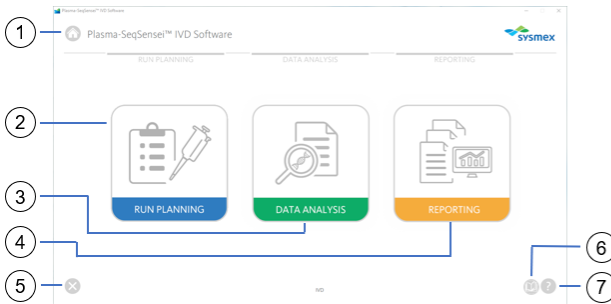 Plasma-SeqSensei™ IVD Software
1
Plasma-SeqSensei™ IVD Software
sysmex
RUN PLANNING
DATA ANALYSIS
REPORTING
2
RUN PLANNING
DATA ANALYSIS
REPORTING
3
4
5
IVD
?
6
7